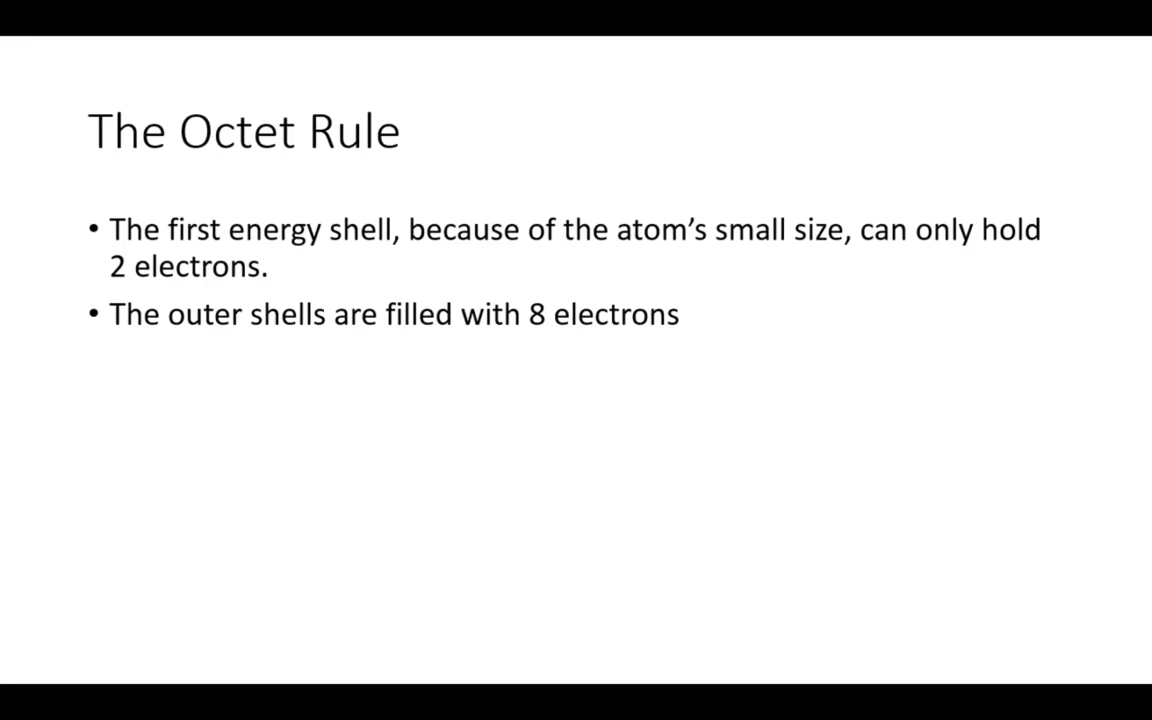 The Octet Rule
• The first energy shell, because of the atom’s small size, can only hold
2 electrons.
• The outer shells are filled with 8 electrons